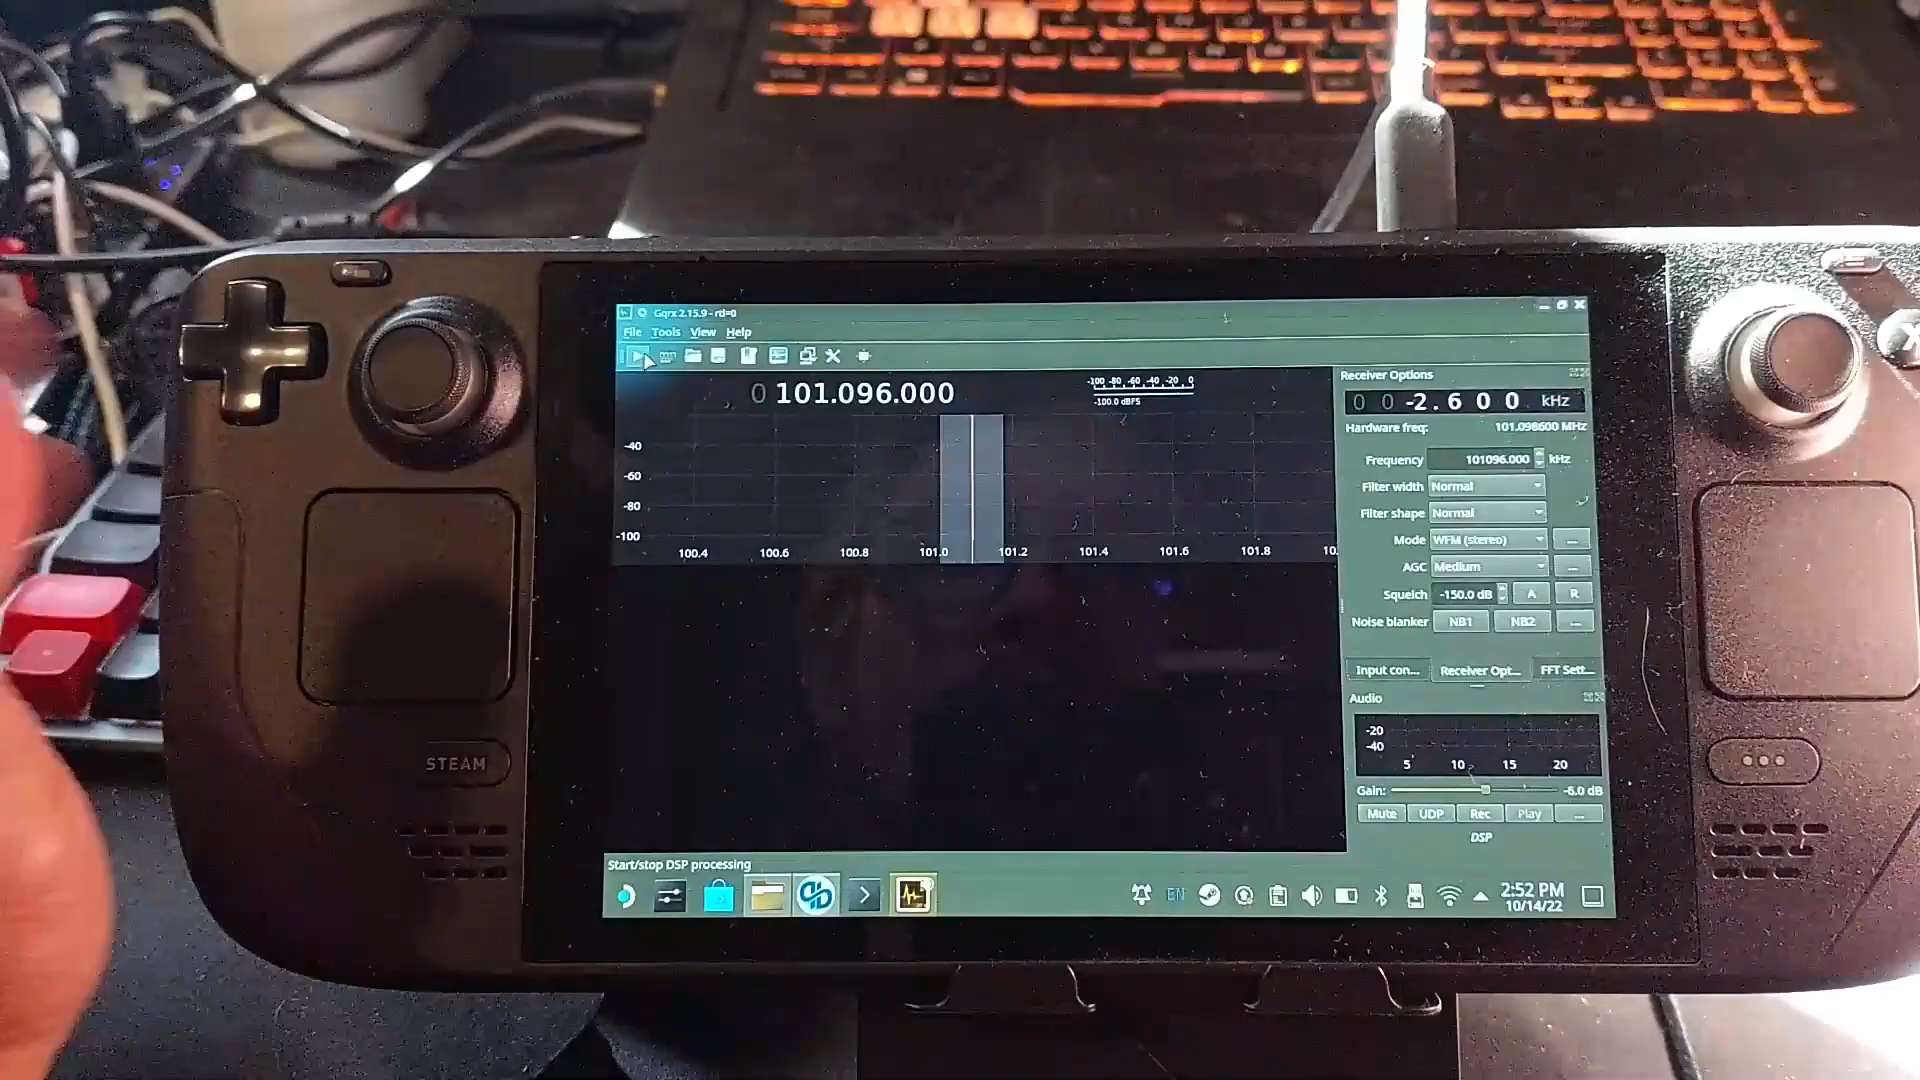 Gqrx 2.15.9 - rtl=0
File Tools View Help
0 101.096.000
-100 -80 -60 -40 -20 0
-100.0 dBFS
-40
-60
-80
-100
100.4 100.6 100.8 101.0 101.2 101.4 101.6 101.8 10
Receiver Options
0 0 -2.600 kHz
Hardware freq: 101.098600 MHz
Frequency 101096.000 kHz
Filter width Normal
Filter shape Normal
Mode WFM (stereo) ...
AGC Medium ...
Squelch -150.0 dB A R
Noise blanker NB1 NB2 ...
Input con... Receiver Opt... FFT Sett...
Audio
-20
-40
5 10 15 20
Gain: -6.0 dB
Mute UDP Rec Play ...
DSP
Start/stop DSP processing
EN 2:52 PM
10/14/22
STEAM
X